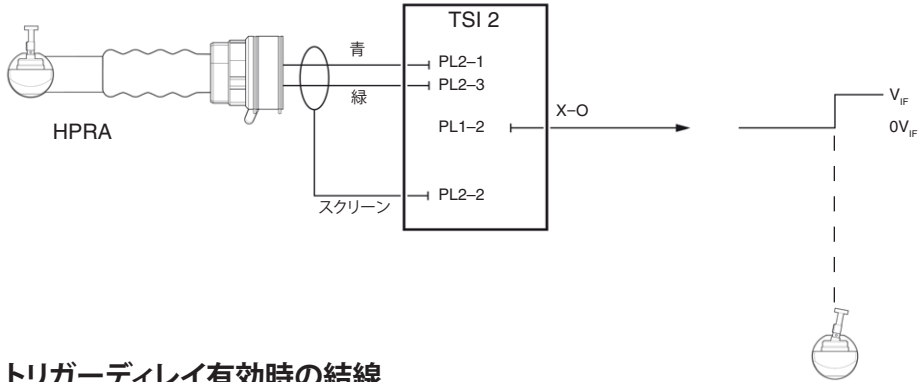 TSI 2
青
PL2–1
緑
PL2–3
HPRA
PL1–2
X–O
V_IF
0V_IF
スクリーン
PL2–2
トリガーディレイ有効時の結線